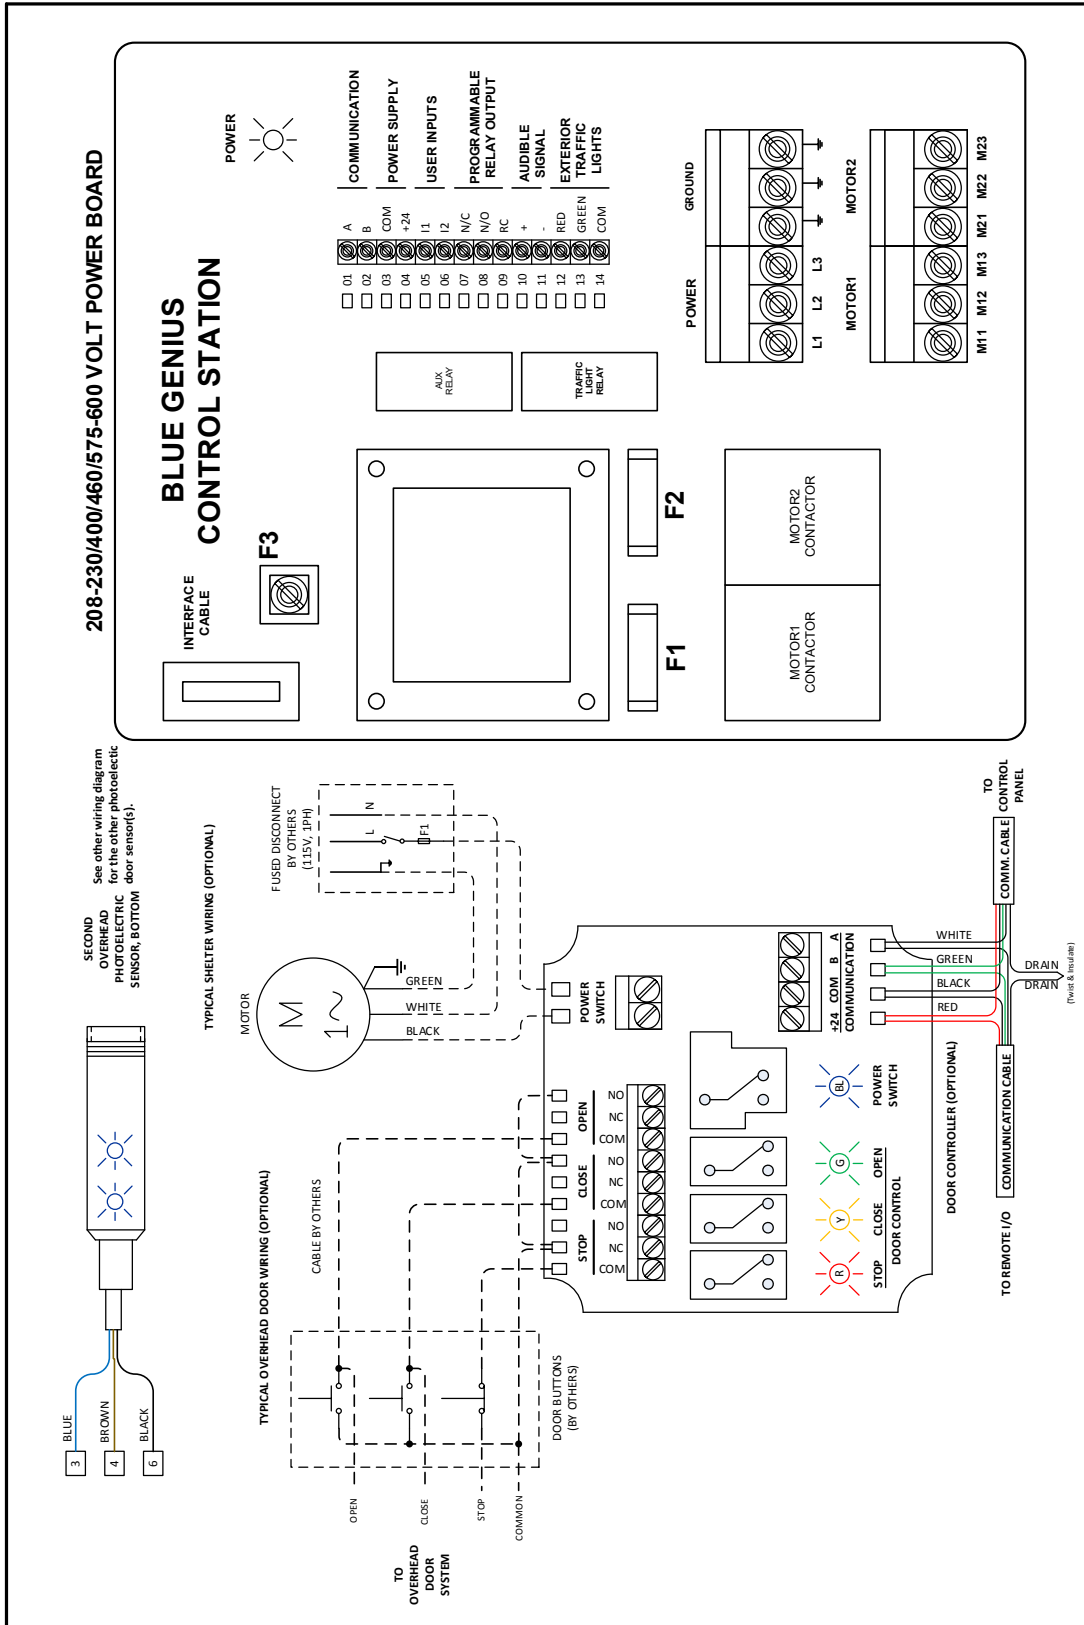 208-230/400/460/575-600 VOLT POWER BOARD
BLUE GENIUS
CONTROL STATION
POWER
INTERFACE
CABLE
F3
COMMUNICATION
POWER SUPPLY
USER INPUTS
PROGRAMMABLE
RELAY OUTPUT
AUDIBLE
SIGNAL
EXTERIOR
TRAFFIC
LIGHTS
01 A
02 B
03 COM
04 +24
05 I1
06 I2
07 N/C
08 N/O
09 RC
10 +
11 -
12 RED
13 GREEN
14 COM
AUX
RELAY
TRAFFIC
LIGHT
RELAY
F1
F2
MOTOR1
CONTACTOR
MOTOR2
CONTACTOR
POWER
GROUND
L1 L2 L3
MOTOR1
MOTOR2
M11 M12 M13 M21 M22 M23
SECOND
OVERHEAD
PHOTOELECTRIC
SENSOR, BOTTOM
See other wiring diagram
for the other photoelectic
door sensor(s).
3 BLUE
4 BROWN
6 BLACK
TYPICAL SHELTER WIRING (OPTIONAL)
MOTOR
M
1~
GREEN
WHITE
BLACK
FUSED DISCONNECT
BY OTHERS
(115V, 1PH)
L
N
F1
TYPICAL OVERHEAD DOOR WIRING (OPTIONAL)
CABLE BY OTHERS
DOOR BUTTONS
(BY OTHERS)
OPEN
CLOSE
STOP
COMMON
TO
OVERHEAD
DOOR
SYSTEM
STOP
CLOSE
OPEN
COM
NC
NO
COM
NC
NO
COM
NC
NO
POWER
SWITCH
+24 COM B A
COMMUNICATION
R
Y
G
BL
STOP CLOSE OPEN
DOOR CONTROL
POWER
SWITCH
DOOR CONTROLLER (OPTIONAL)
WHITE
GREEN
BLACK
RED
TO REMOTE I/O
COMMUNICATION CABLE
COMM. CABLE
TO
CONTROL
PANEL
DRAIN
DRAIN
(Twist & Insulate)